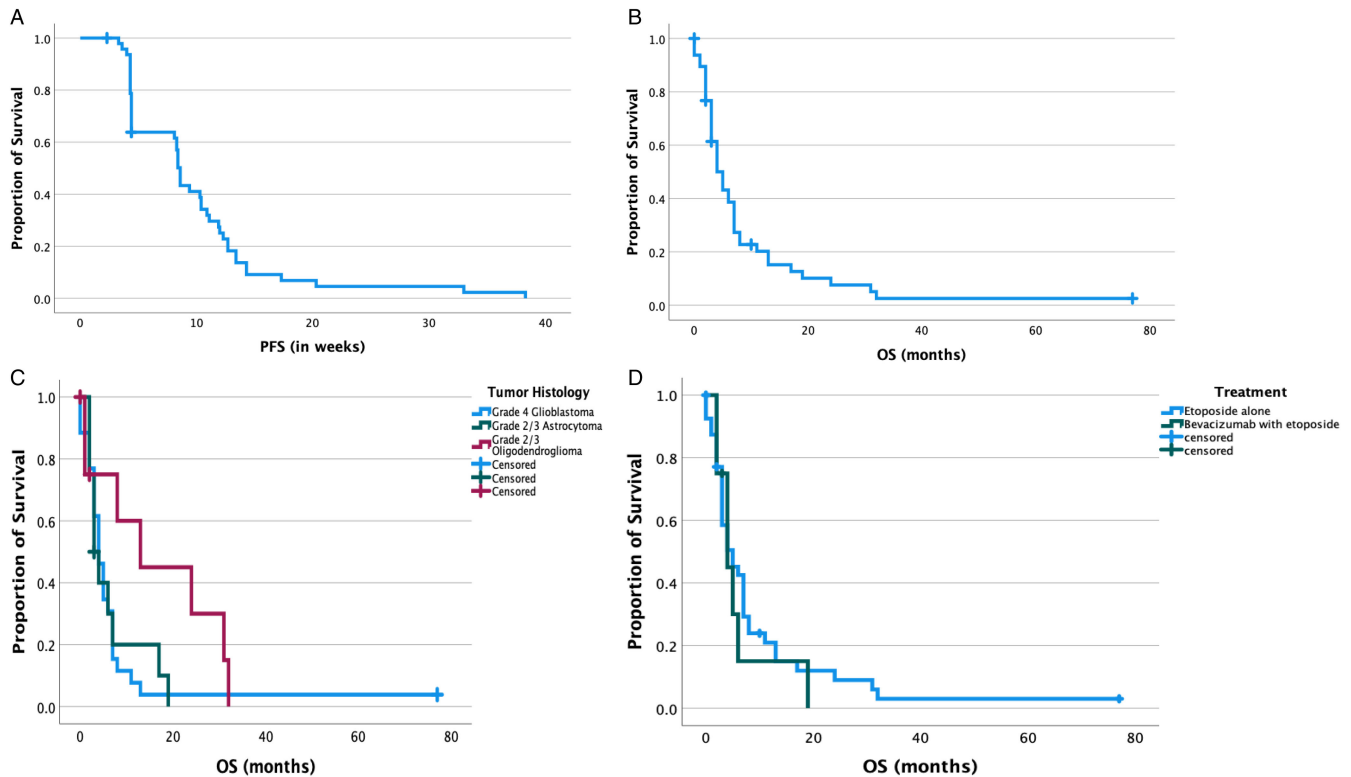 A
Proportion of Survival
1.0
0.8
0.6
0.4
0.2
0.0
0 10 20 30 40
PFS (in weeks)
B
Proportion of Survival
1.0
0.8
0.6
0.4
0.2
0.0
0 20 40 60 80
OS (months)
C
Proportion of Survival
1.0
0.8
0.6
0.4
0.2
0.0
0 20 40 60 80
OS (months)
Tumor Histology
Grade 4 Glioblastoma
Grade 2/3 Astrocytoma
Grade 2/3
Oligodendroglioma
Censored
Censored
Censored
D
Proportion of Survival
1.0
0.8
0.6
0.4
0.2
0.0
0 20 40 60 80
OS (months)
Treatment
Etoposide alone
Bevacizumab with etoposide
censored
censored